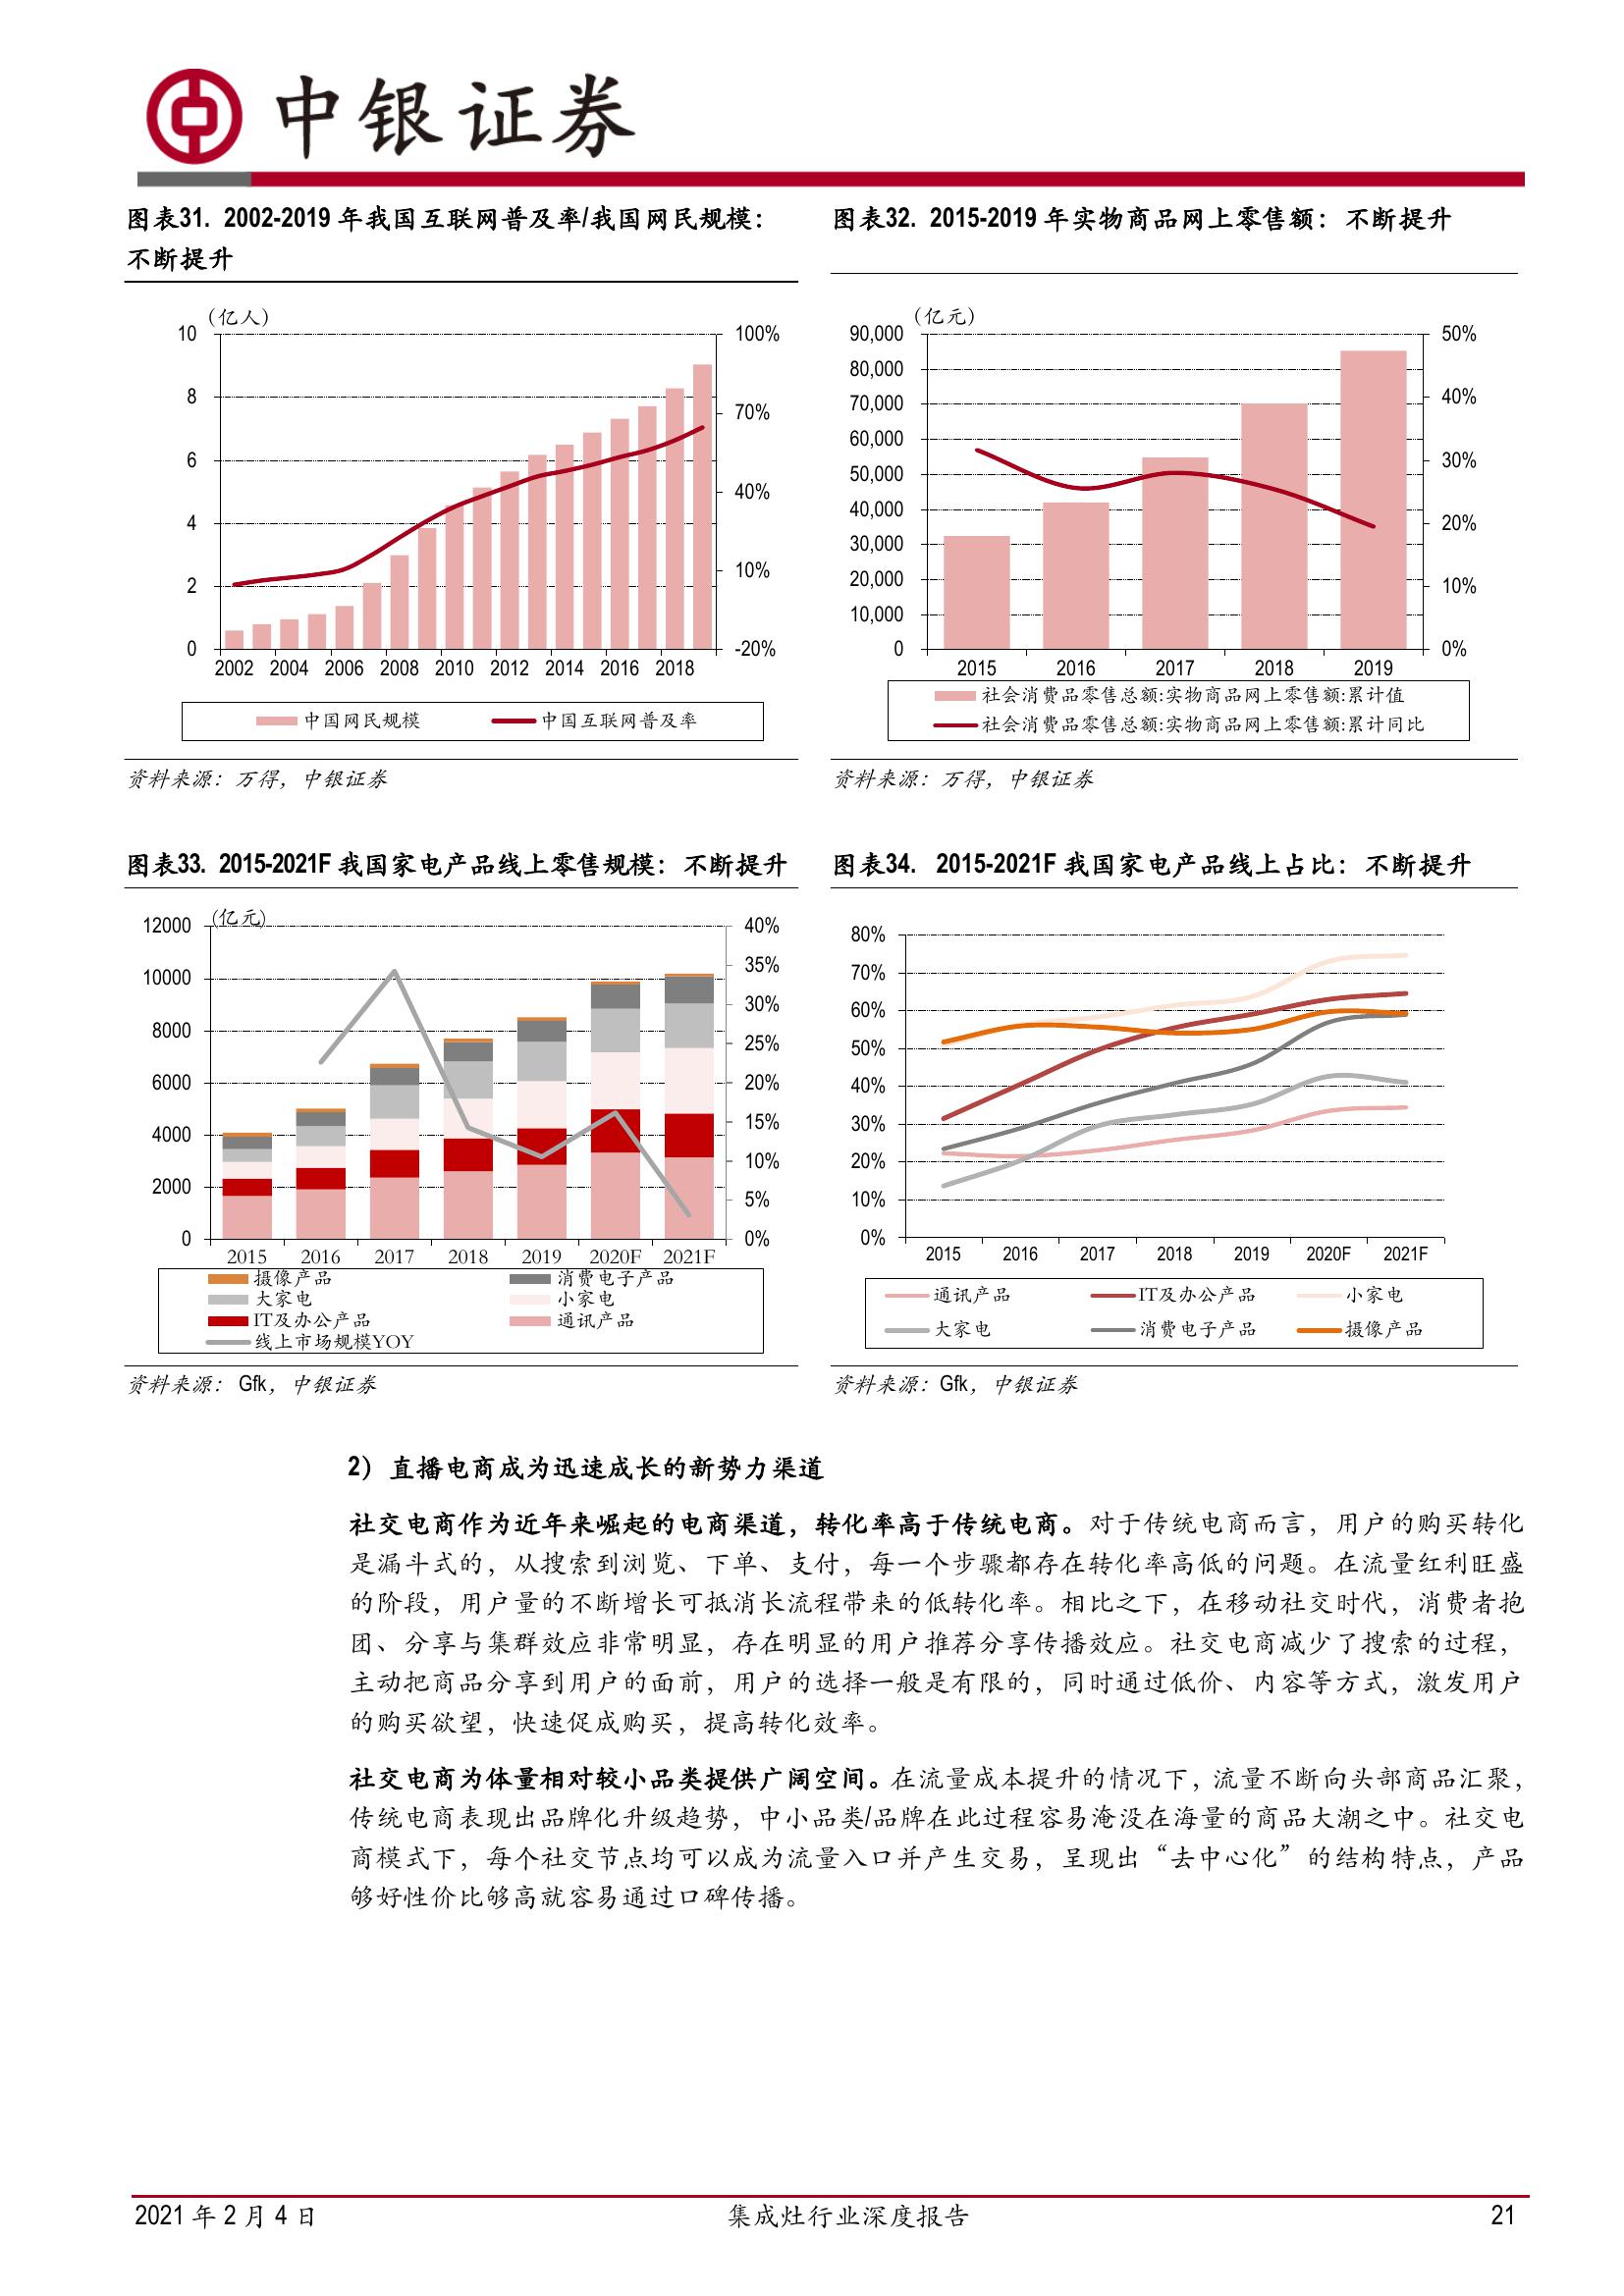 中银证券
图表31. 2002-2019 年我国互联网普及率/我国网民规模：
不断提升
（亿人）
10
8
6
4
2
0
100%
70%
40%
10%
-20%
2002 2004 2006 2008 2010 2012 2014 2016 2018
中国网民规模 中国互联网普及率
资料来源：万得，中银证券
图表32. 2015-2019 年实物商品网上零售额：不断提升
（亿元）
90,000
80,000
70,000
60,000
50,000
40,000
30,000
20,000
10,000
0
50%
40%
30%
20%
10%
0%
2015 2016 2017 2018 2019
社会消费品零售总额:实物商品网上零售额:累计值
社会消费品零售总额:实物商品网上零售额:累计同比
资料来源：万得，中银证券
图表33. 2015-2021F 我国家电产品线上零售规模：不断提升
(亿元)
12000
10000
8000
6000
4000
2000
0
40%
35%
30%
25%
20%
15%
10%
5%
0%
2015 2016 2017 2018 2019 2020F 2021F
摄像产品 消费电子产品
大家电 小家电
IT及办公产品 通讯产品
线上市场规模YOY
资料来源：Gfk，中银证券
图表34. 2015-2021F 我国家电产品线上占比：不断提升
80%
70%
60%
50%
40%
30%
20%
10%
0%
2015 2016 2017 2018 2019 2020F 2021F
通讯产品 IT及办公产品 小家电
大家电 消费电子产品 摄像产品
资料来源：Gfk，中银证券
2）直播电商成为迅速成长的新势力渠道
社交电商作为近年来崛起的电商渠道，转化率高于传统电商。对于传统电商而言，用户的购买转化
是漏斗式的，从搜索到浏览、下单、支付，每一个步骤都存在转化率高低的问题。在流量红利旺盛
的阶段，用户量的不断增长可抵消长流程带来的低转化率。相比之下，在移动社交时代，消费者抱
团、分享与集群效应非常明显，存在明显的用户推荐分享传播效应。社交电商减少了搜索的过程，
主动把商品分享到用户的面前，用户的选择一般是有限的，同时通过低价、内容等方式，激发用户
的购买欲望，快速促成购买，提高转化效率。
社交电商为体量相对较小品类提供广阔空间。在流量成本提升的情况下，流量不断向头部商品汇聚，
传统电商表现出品牌化升级趋势，中小品类/品牌在此过程容易淹没在海量的商品大潮之中。社交电
商模式下，每个社交节点均可以成为流量入口并产生交易，呈现出“去中心化”的结构特点，产品
够好性价比够高就容易通过口碑传播。
2021 年 2 月 4 日 集成灶行业深度报告 21